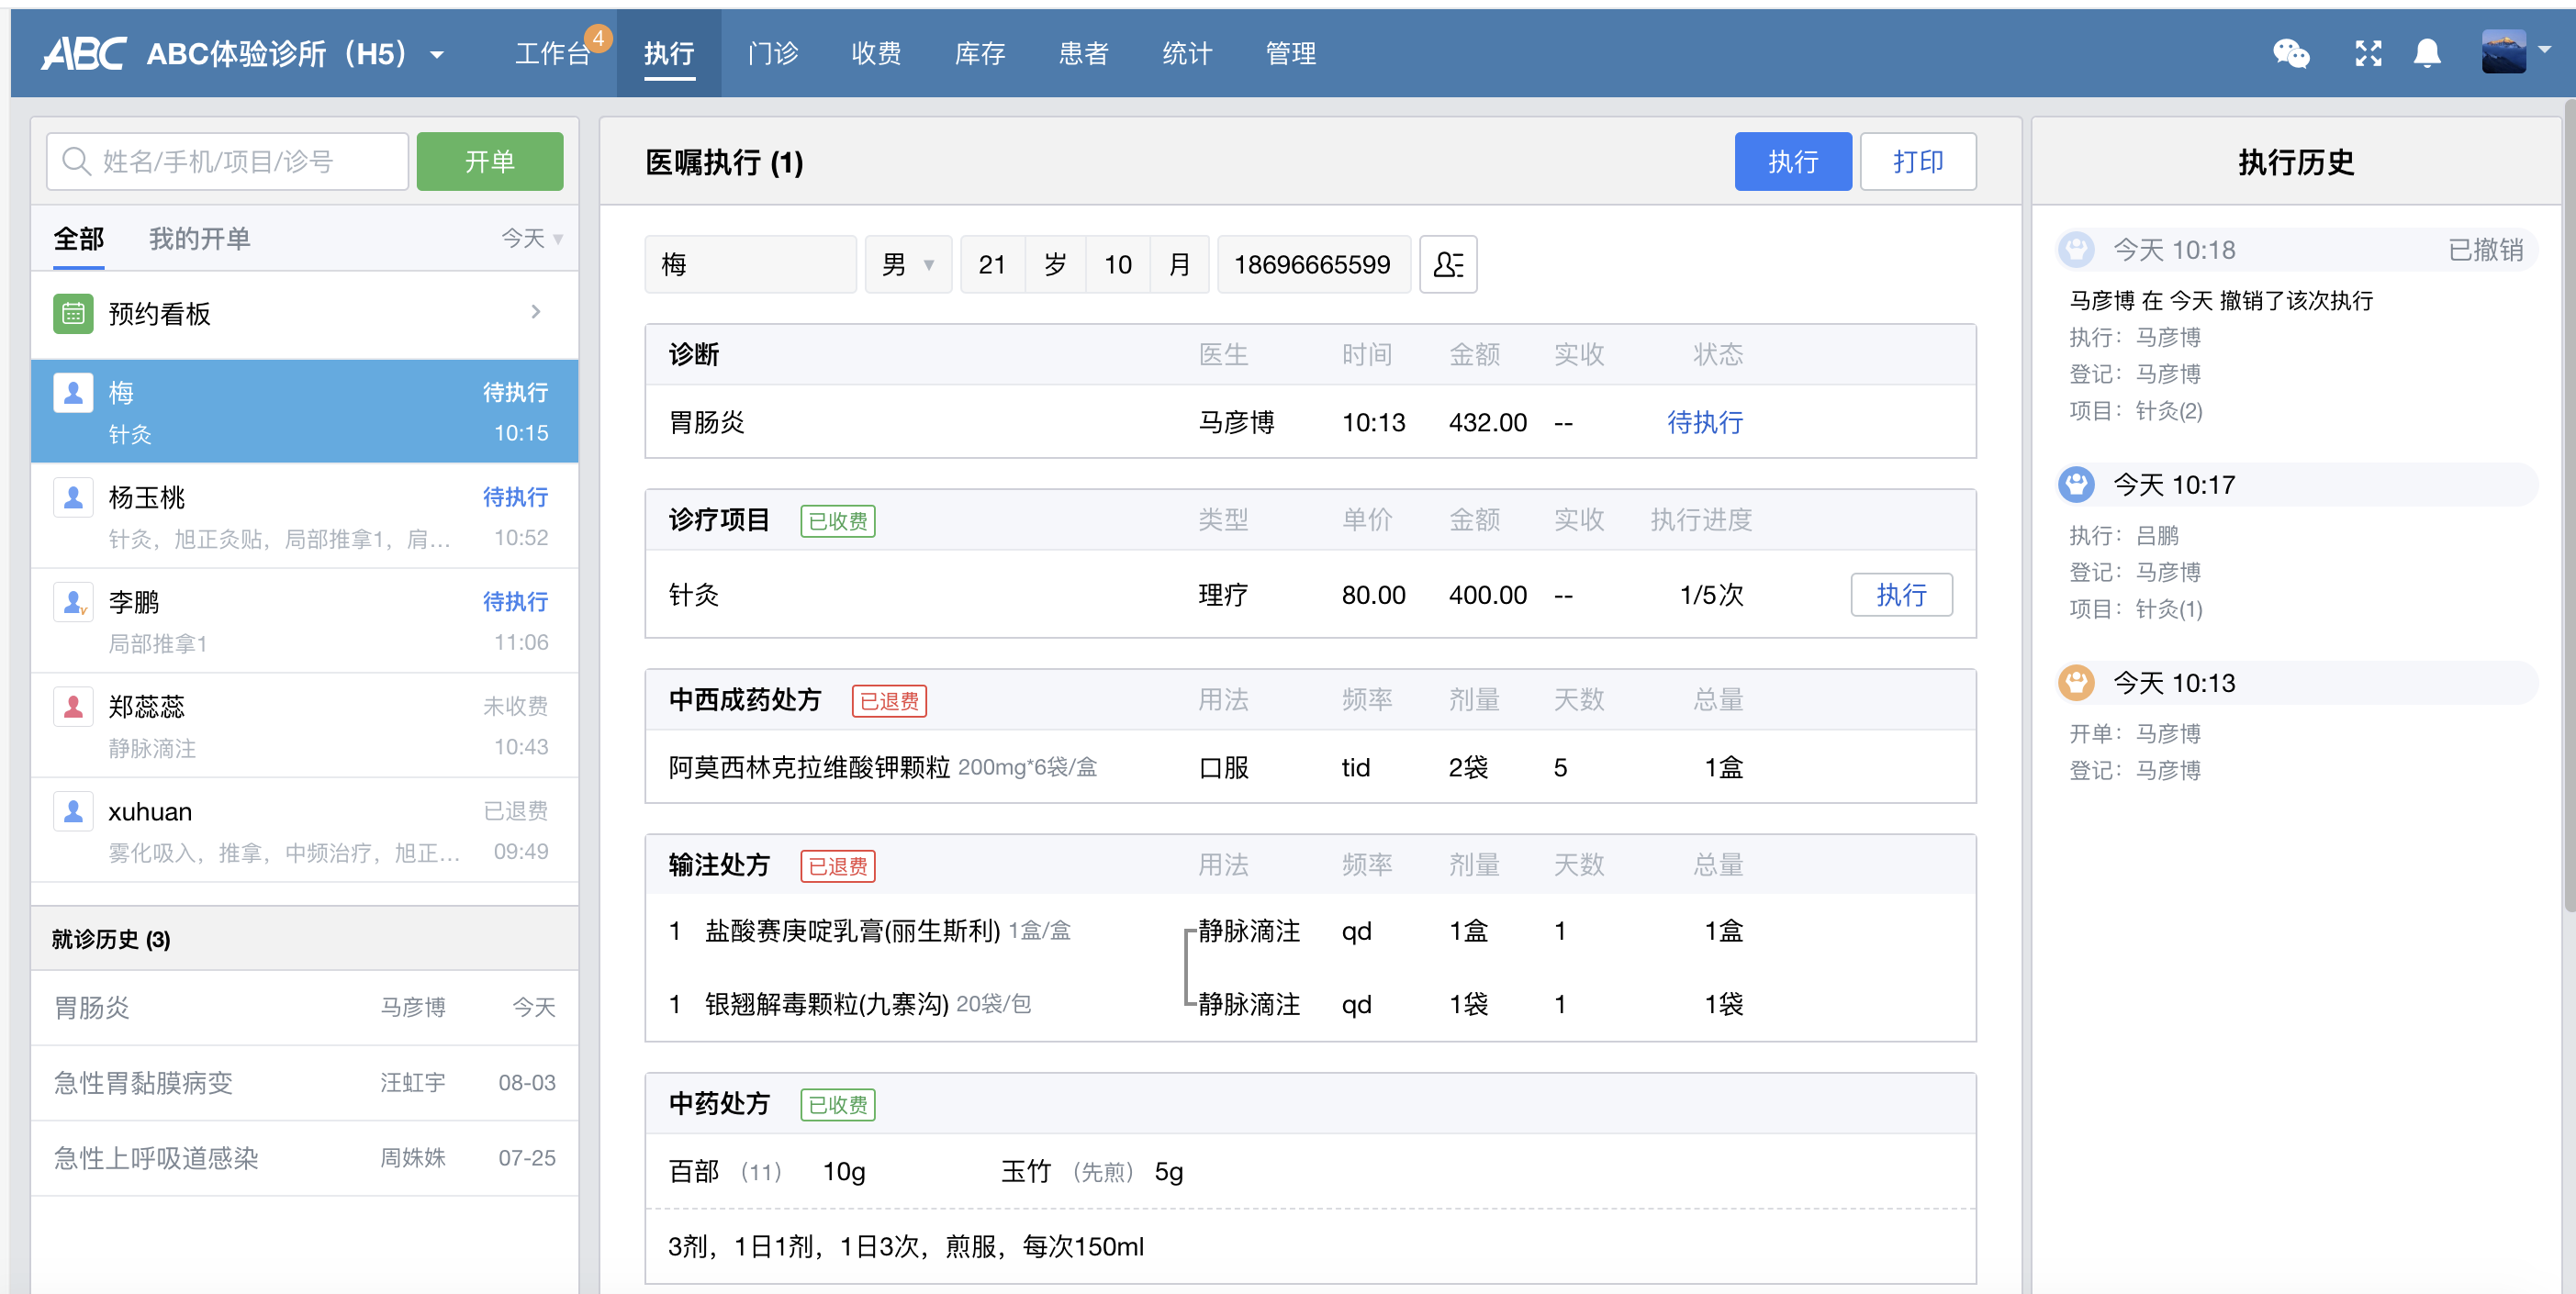 ABC ABC体验诊所（H5） 工作台 4 执行 门诊 收费 库存 患者 统计 管理
姓名/手机/项目/诊号 开单
全部 我的开单 今天
预约看板
梅 待执行
针灸 10:15
杨玉桃 待执行
针灸，旭正灸贴，局部推拿1，肩... 10:52
李鹏 待执行
局部推拿1 11:06
郑蕊蕊 未收费
静脉滴注 10:43
xuhuan 已退费
雾化吸入，推拿，中频治疗，旭正... 09:49
就诊历史 (3)
胃肠炎 马彦博 今天
急性胃黏膜病变 汪虹宇 08-03
急性上呼吸道感染 周姝姝 07-25
医嘱执行 (1) 执行 打印
梅 男 21 岁 10 月 18696665599
诊断 医生 时间 金额 实收 状态
胃肠炎 马彦博 10:13 432.00 -- 待执行
诊疗项目 已收费 类型 单价 金额 实收 执行进度
针灸 理疗 80.00 400.00 -- 1/5次 执行
中西成药处方 已退费 用法 频率 剂量 天数 总量
阿莫西林克拉维酸钾颗粒 200mg*6袋/盒 口服 tid 2袋 5 1盒
输注处方 已退费 用法 频率 剂量 天数 总量
1 盐酸赛庚啶乳膏(丽生斯利) 1盒/盒 静脉滴注 qd 1盒 1 1盒
1 银翘解毒颗粒(九寨沟) 20袋/包 静脉滴注 qd 1袋 1 1袋
中药处方 已收费
百部 （11） 10g 玉竹 （先煎） 5g
3剂，1日1剂，1日3次，煎服，每次150ml
执行历史
今天 10:18 已撤销
马彦博 在 今天 撤销了该次执行
执行：马彦博
登记：马彦博
项目：针灸(2)
今天 10:17
执行：吕鹏
登记：马彦博
项目：针灸(1)
今天 10:13
开单：马彦博
登记：马彦博